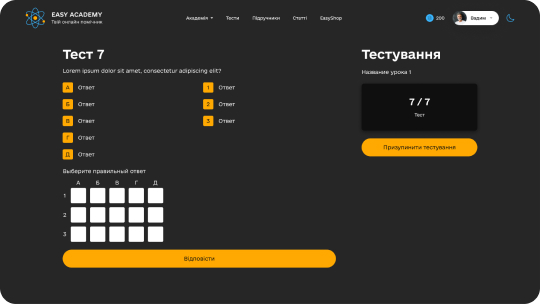 EASY ACADEMY
Твій онлайн помічник
Академія Тести Підручники Статті EasyShop
200 Вадим
Тест 7
Lorem ipsum dolor sit amet, consectetur adipiscing elit?
А Ответ 1 Ответ
Б Ответ 2 Ответ
В Ответ 3 Ответ
Г Ответ
Д Ответ
Выберите правильный ответ
А Б В Г Д
1
2
3
Відповісти
Тестування
Название урока 1
7 / 7
Тест
Призупинити тестування